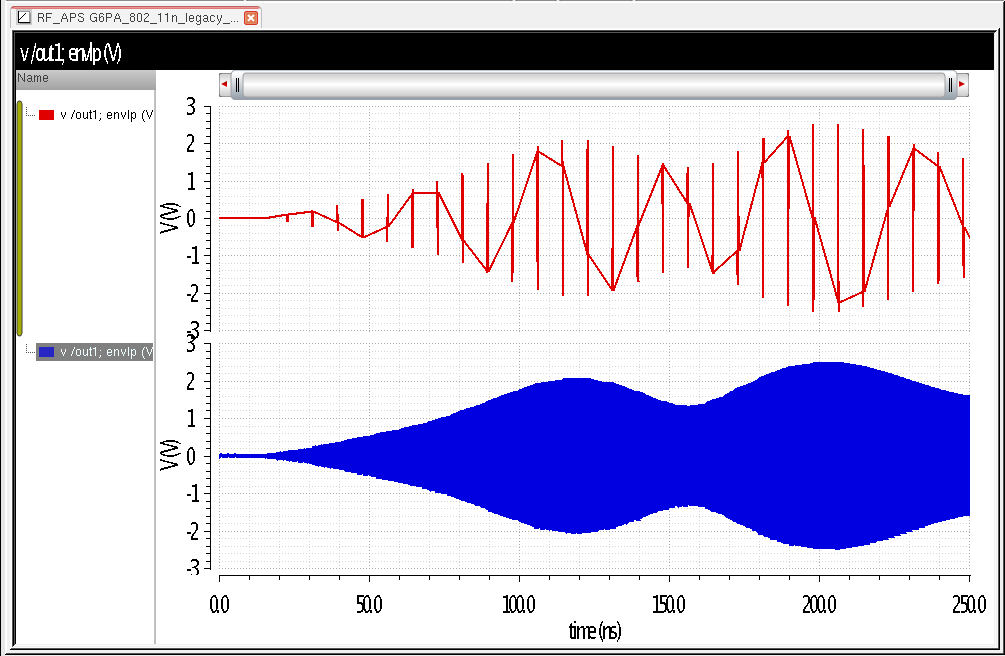 RF_APS G6PA_802_11n_legacy_...
v /out1; envlp (V)
Name
v /out1; envlp (V
3
2
1
0
-1
-2
-3
V (V)
v /out1; envlp (V
3
2
1
0
-1
-2
-3
V (V)
0.0 50.0 100.0 150.0 200.0 250.0
time (ns)